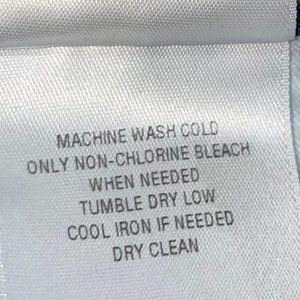 MACHINE WASH COLD
ONLY NON-CHLORINE BLEACH
WHEN NEEDED
TUMBLE DRY LOW
COOL IRON IF NEEDED
DRY CLEAN